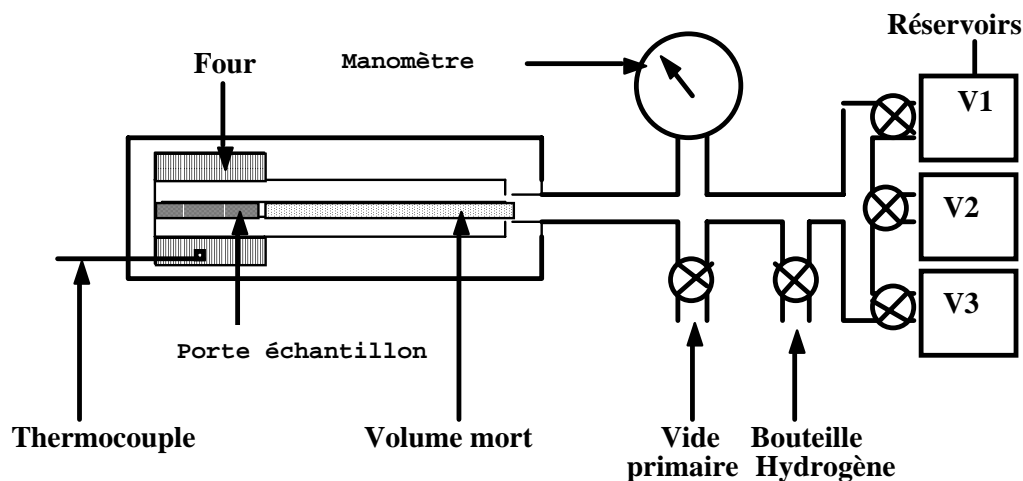 Réservoirs
Four
Manomètre
V1
V2
V3
Porte échantillon
Thermocouple
Volume mort
Vide
primaire
Bouteille
Hydrogène